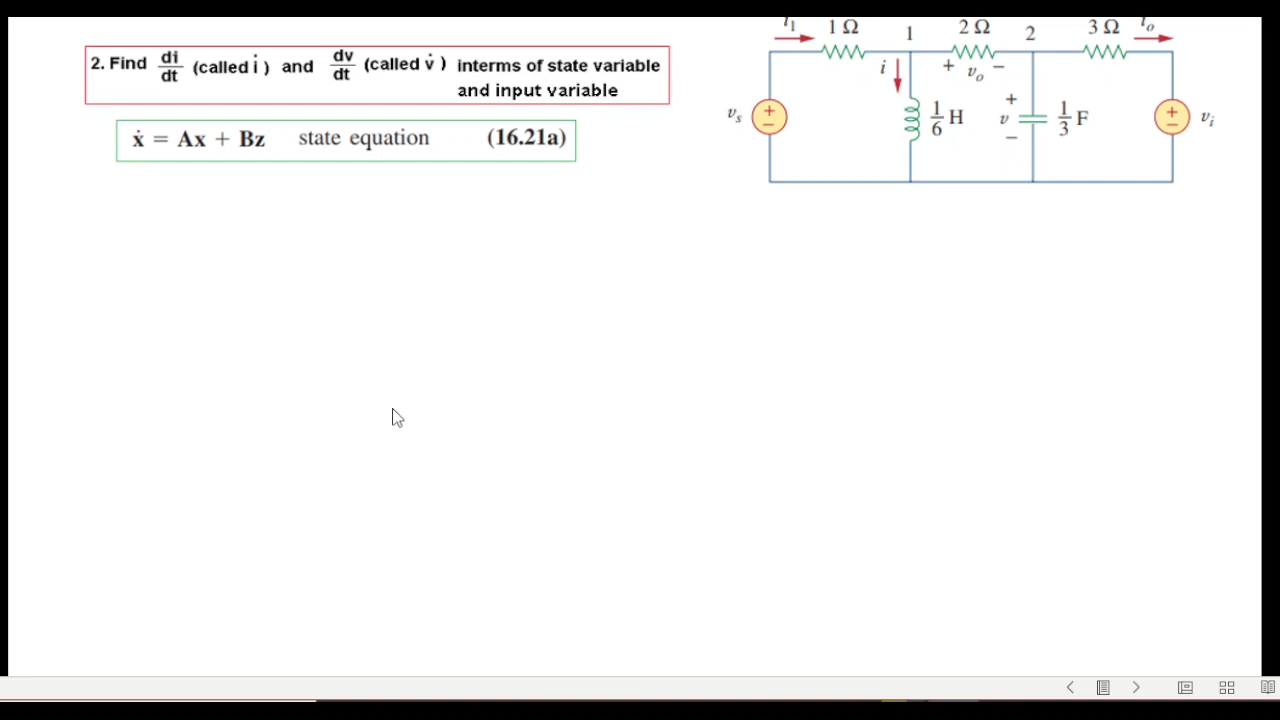 2. Find di/dt (called i̇ ) and dv/dt (called v̇ ) interms of state variable
and input variable
ẋ = Ax + Bz state equation (16.21a)
i₁ 1 Ω 1 2 Ω 2 3 Ω iₒ
i + vₒ −
vₛ + − 1/6 H + v − 1/3 F + − vᵢ